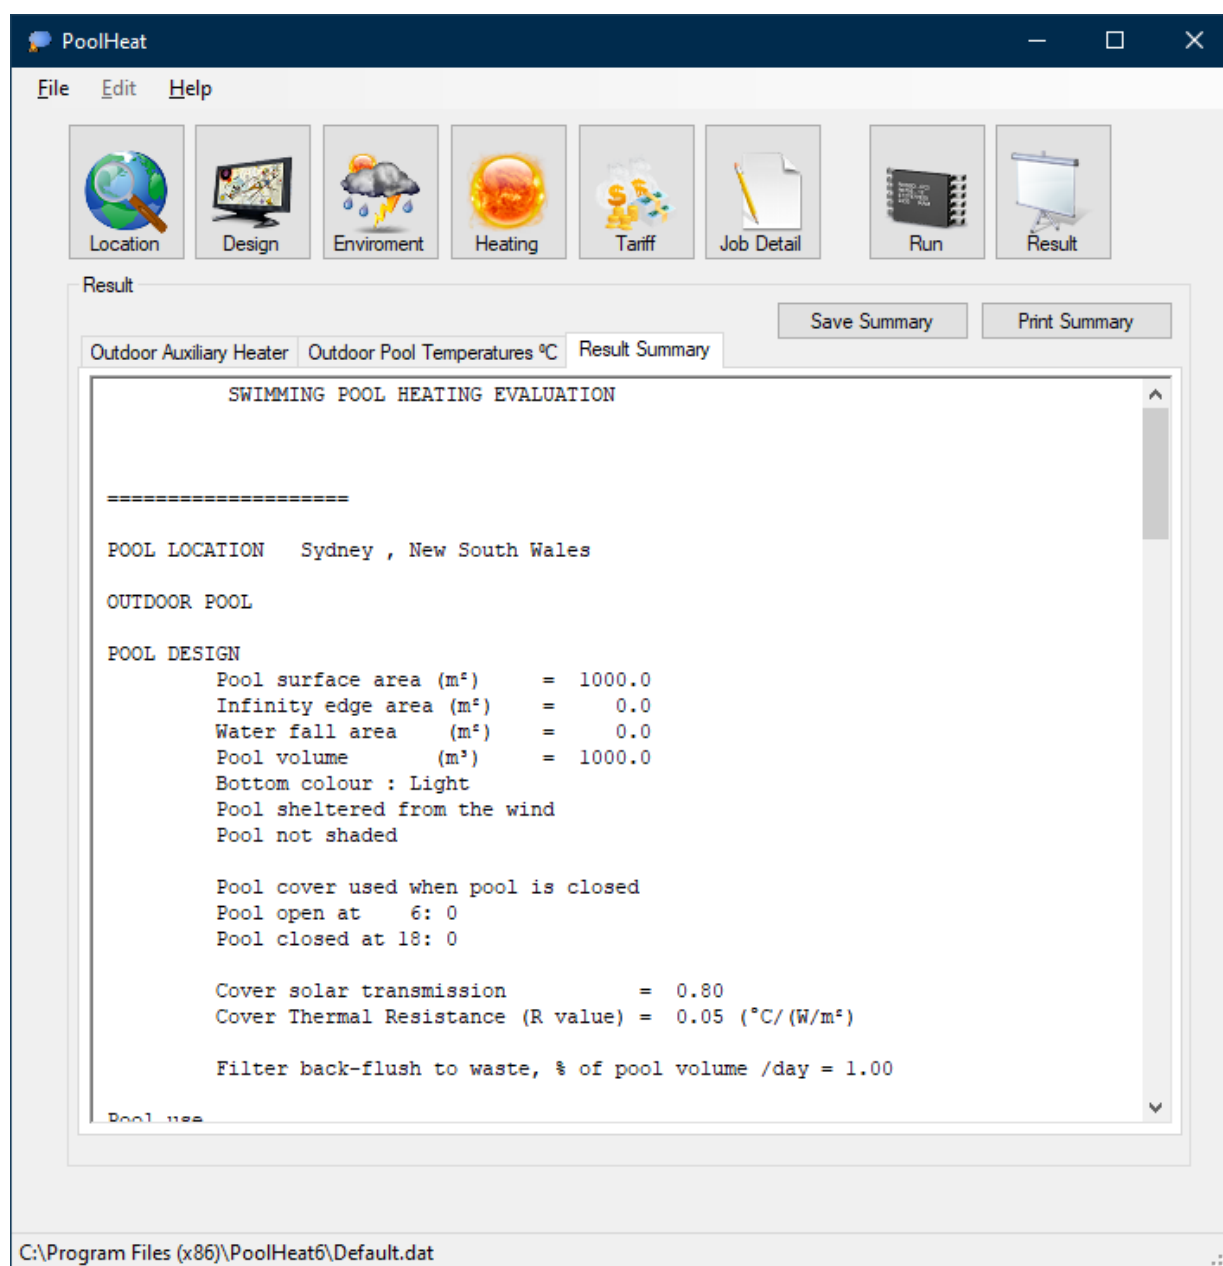 PoolHeat
File Edit Help
Location Design Enviroment Heating Tariff Job Detail Run Result
Result
Save Summary Print Summary
Outdoor Auxiliary Heater Outdoor Pool Temperatures ºC Result Summary
SWIMMING POOL HEATING EVALUATION
====================
POOL LOCATION Sydney , New South Wales
OUTDOOR POOL
POOL DESIGN
Pool surface area (m²) = 1000.0
Infinity edge area (m²) = 0.0
Water fall area (m²) = 0.0
Pool volume (m³) = 1000.0
Bottom colour : Light
Pool sheltered from the wind
Pool not shaded
Pool cover used when pool is closed
Pool open at 6: 0
Pool closed at 18: 0
Cover solar transmission = 0.80
Cover Thermal Resistance (R value) = 0.05 (°C/(W/m²)
Filter back-flush to waste, % of pool volume /day = 1.00
Pool use
C:\Program Files (x86)\PoolHeat6\Default.dat